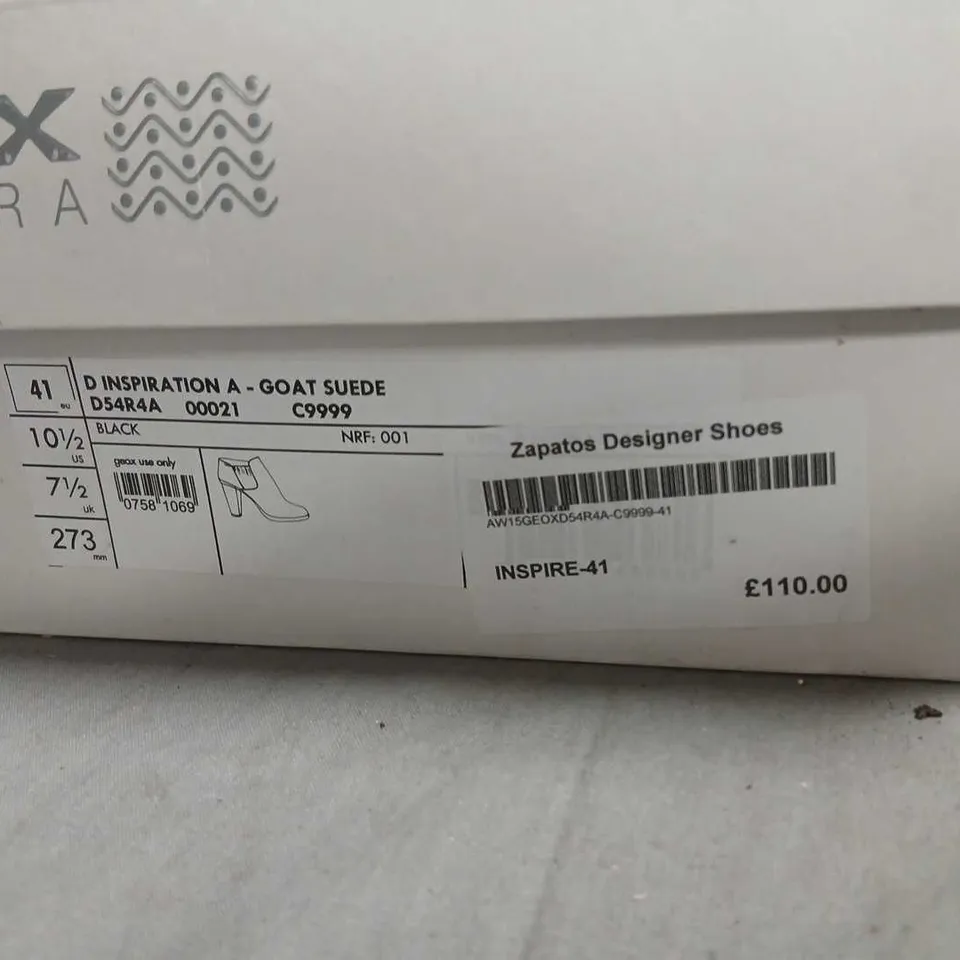 X
RA
41 eu
D INSPIRATION A - GOAT SUEDE
D54R4A 00021 C9999
BLACK
NRF: 001
10½ US
7½ uk
273 mm
geox use only
0758 1069
Zapatos Designer Shoes
AW15GEOXD54R4A-C9999-41
INSPIRE-41
£110.00